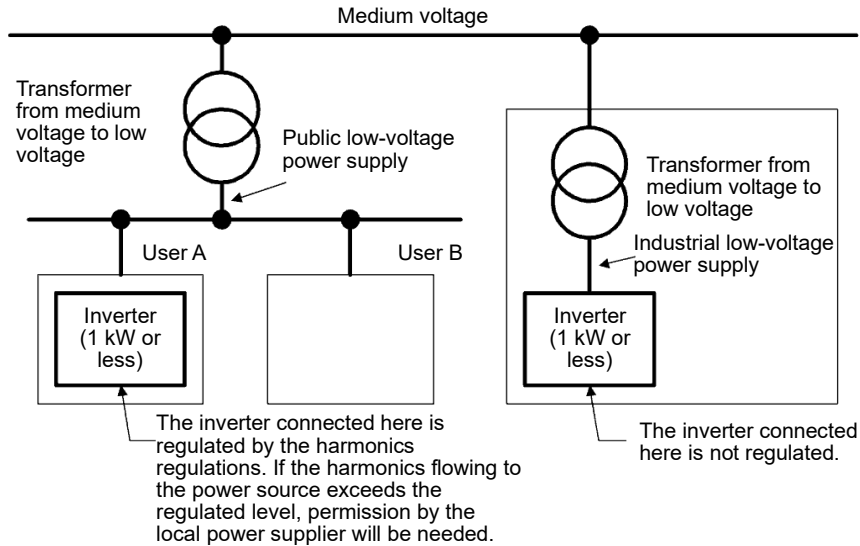 Medium voltage
Transformer
from medium
voltage to low
voltage
Public low-voltage
power supply
Transformer from
medium voltage to
low voltage
Industrial low-voltage
power supply
User A
User B
Inverter
(1 kW or
less)
Inverter
(1 kW or
less)
The inverter connected here is
regulated by the harmonics
regulations. If the harmonics flowing to
the power source exceeds the
regulated level, permission by the
local power supplier will be needed.
The inverter connected
here is not regulated.